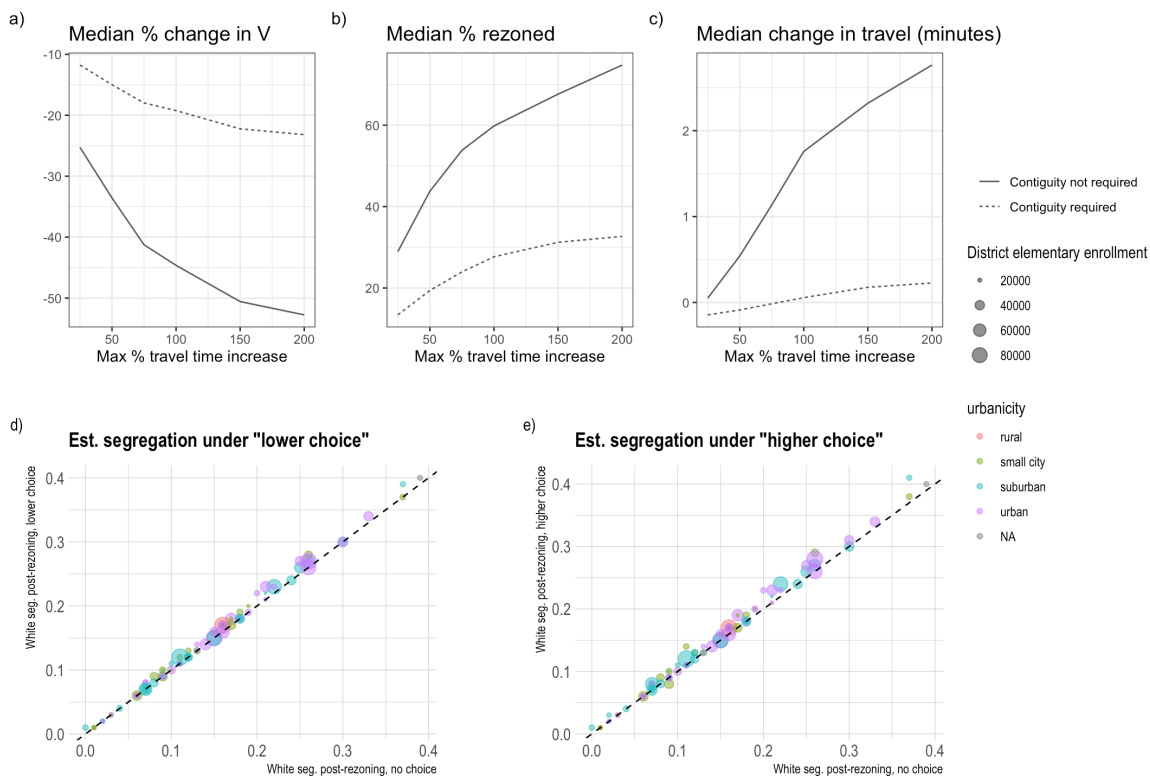 a)
Median % change in V
-10
-20
-30
-40
-50
50
100
150
200
Max % travel time increase
b)
Median % rezoned
60
40
20
50
100
150
200
Max % travel time increase
c)
Median change in travel (minutes)
2
1
0
50
100
150
200
Max % travel time increase
Contiguity not required
Contiguity required
District elementary enrollment
20000
40000
60000
80000
urbanicity
rural
small city
suburban
urban
NA
d)
Est. segregation under "lower choice"
White seg. post-rezoning, lower choice
0.4
0.3
0.2
0.1
0.0
0.0
0.1
0.2
0.3
0.4
White seg. post-rezoning, no choice
e)
Est. segregation under "higher choice"
White seg. post-rezoning, higher choice
0.4
0.3
0.2
0.1
0.0
0.0
0.1
0.2
0.3
0.4
White seg. post-rezoning, no choice